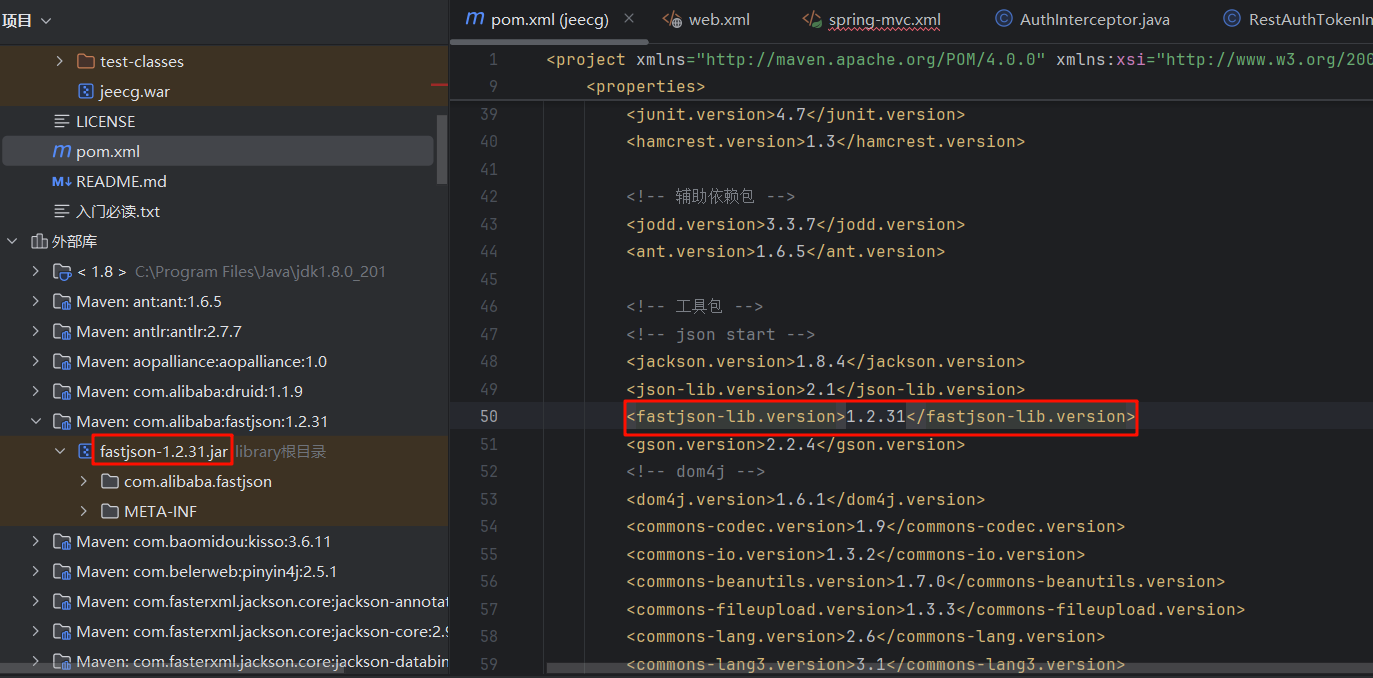 项目
test-classes
jeecg.war
LICENSE
pom.xml
README.md
入门必读.txt
外部库
< 1.8 > C:\Program Files\Java\jdk1.8.0_201
Maven: ant:ant:1.6.5
Maven: antlr:antlr:2.7.7
Maven: aopalliance:aopalliance:1.0
Maven: com.alibaba:druid:1.1.9
Maven: com.alibaba:fastjson:1.2.31
fastjson-1.2.31.jar library根目录
com.alibaba.fastjson
META-INF
Maven: com.baomidou:kisso:3.6.11
Maven: com.belerweb:pinyin4j:2.5.1
Maven: com.fasterxml.jackson.core:jackson-annotat
Maven: com.fasterxml.jackson.core:jackson-core:2.9
Maven: com.fasterxml.jackson.core:jackson-databin
pom.xml (jeecg) web.xml spring-mvc.xml AuthInterceptor.java RestAuthTokenIn
1 <project xmlns="http://maven.apache.org/POM/4.0.0" xmlns:xsi="http://www.w3.org/200
9 <properties>
39 <junit.version>4.7</junit.version>
40 <hamcrest.version>1.3</hamcrest.version>
41
42 <!-- 辅助依赖包 -->
43 <jodd.version>3.3.7</jodd.version>
44 <ant.version>1.6.5</ant.version>
45
46 <!-- 工具包 -->
47 <!-- json start -->
48 <jackson.version>1.8.4</jackson.version>
49 <json-lib.version>2.1</json-lib.version>
50 <fastjson-lib.version>1.2.31</fastjson-lib.version>
51 <gson.version>2.2.4</gson.version>
52 <!-- dom4j -->
53 <dom4j.version>1.6.1</dom4j.version>
54 <commons-codec.version>1.9</commons-codec.version>
55 <commons-io.version>1.3.2</commons-io.version>
56 <commons-beanutils.version>1.7.0</commons-beanutils.version>
57 <commons-fileupload.version>1.3.3</commons-fileupload.version>
58 <commons-lang.version>2.6</commons-lang.version>
59 <commons-lang3.version>3.1</commons-lang3.version>